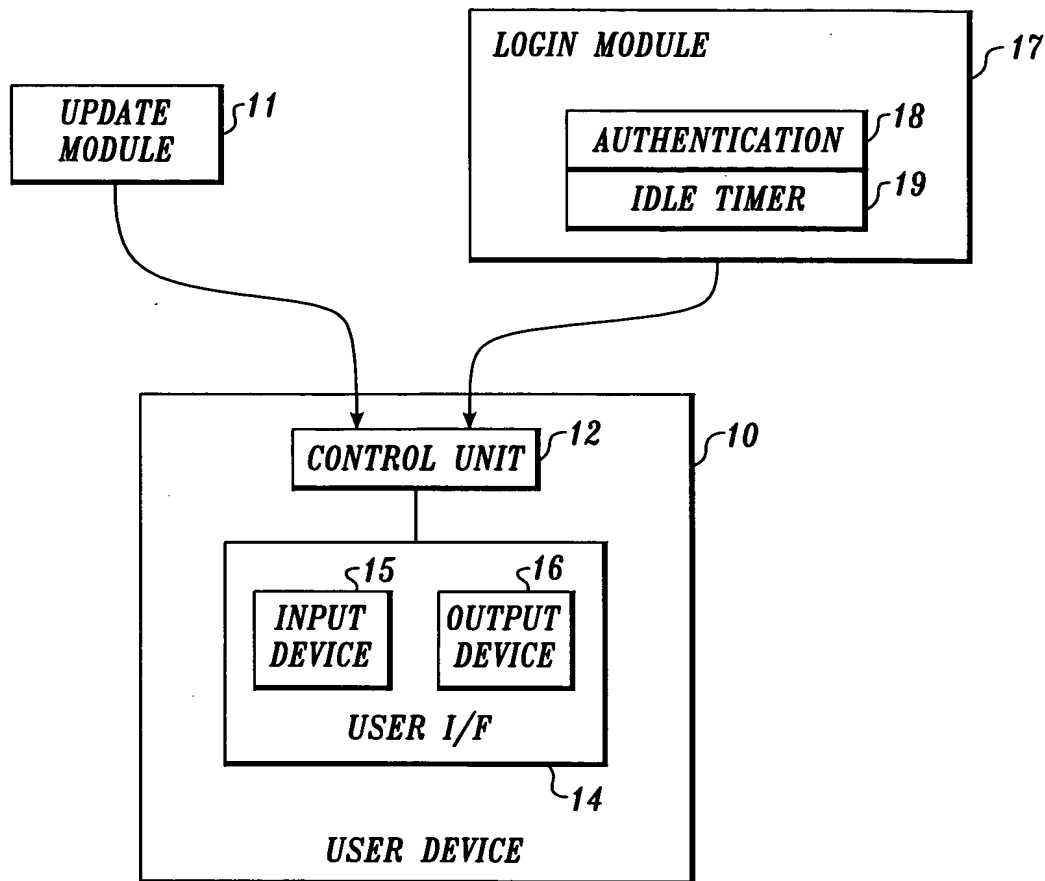 LOGIN MODULE
17
UPDATE
MODULE
11
AUTHENTICATION
18
IDLE TIMER
19
CONTROL UNIT
12
10
15
16
INPUT
DEVICE
OUTPUT
DEVICE
USER I/F
14
USER DEVICE